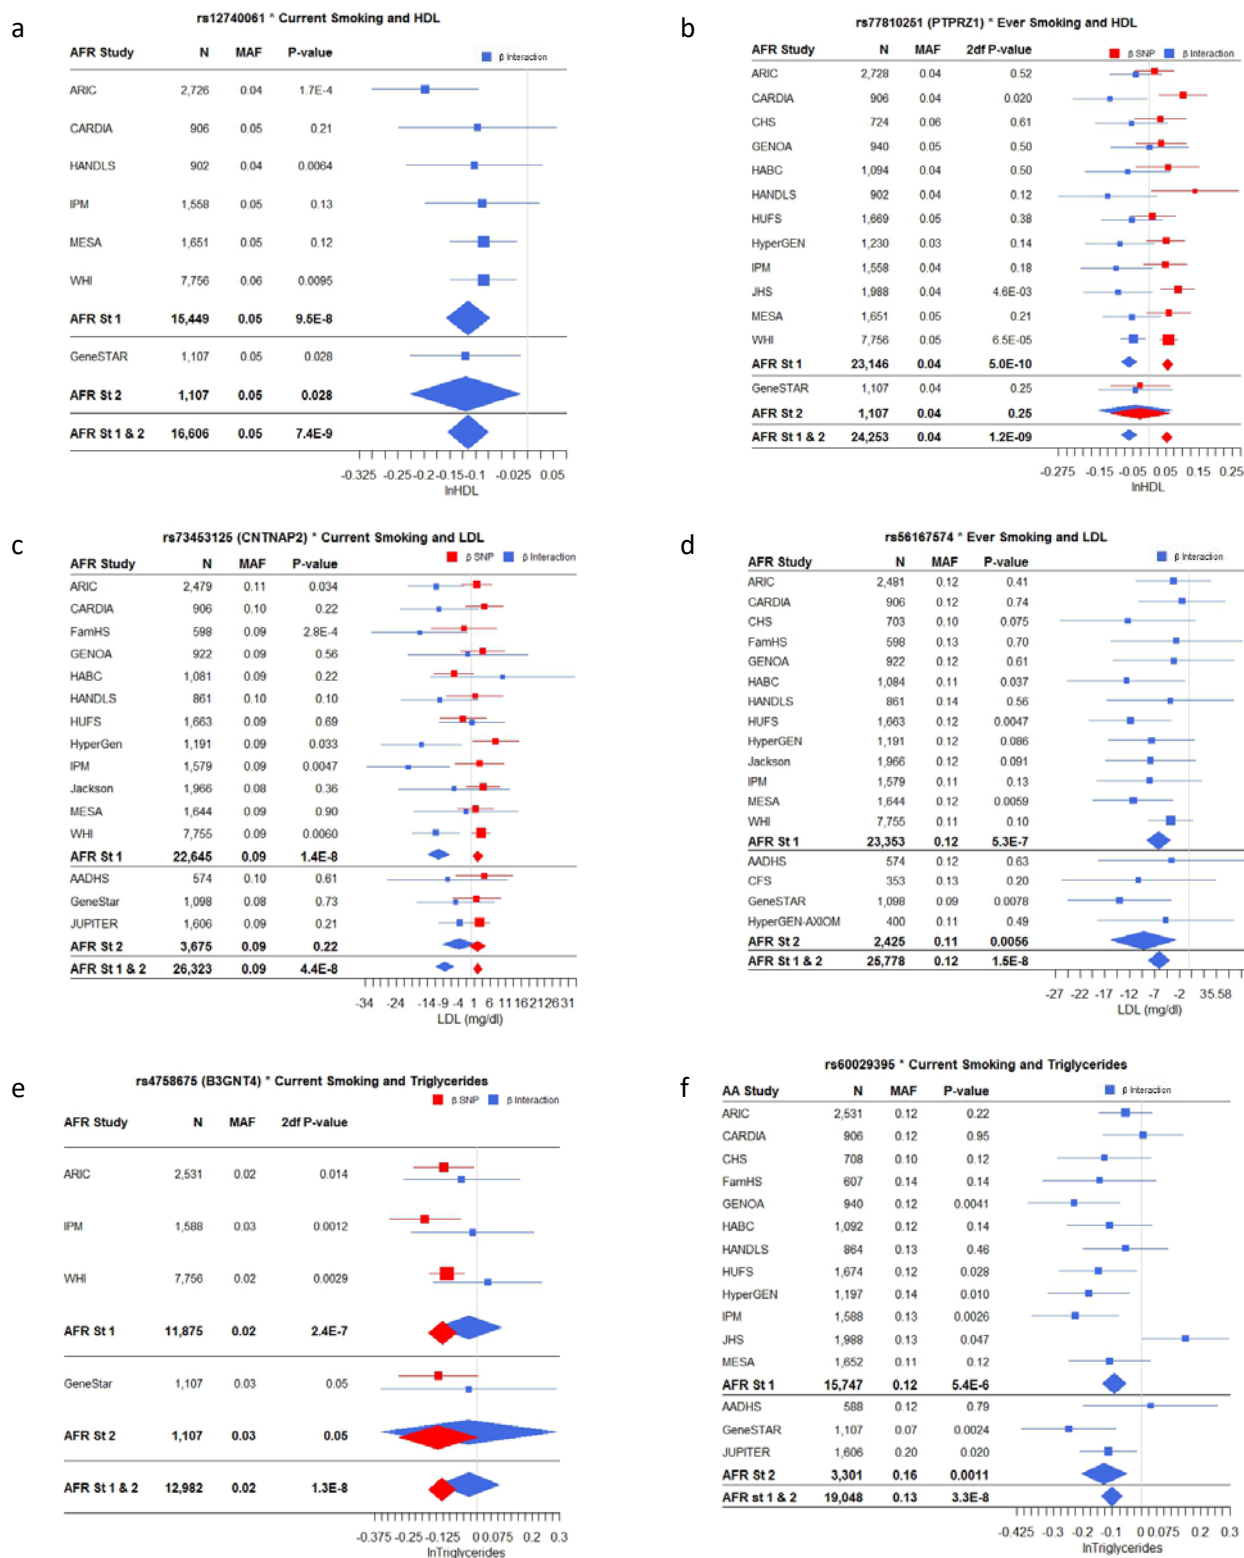 a
rs12740061 * Current Smoking and HDL
AFR Study N MAF P-value β Interaction
ARIC 2,726 0.04 1.7E-4
CARDIA 906 0.05 0.21
HANDLS 902 0.04 0.0064
IPM 1,558 0.05 0.13
MESA 1,651 0.05 0.12
WHI 7,756 0.06 0.0095
AFR St 1 15,449 0.05 9.5E-8
GeneSTAR 1,107 0.05 0.028
AFR St 2 1,107 0.05 0.028
AFR St 1 & 2 16,606 0.05 7.4E-9
-0.325 -0.2 -0.15 -0.1 -0.025 0.05
lnHDL
b
rs77810251 (PTPRZ1) * Ever Smoking and HDL
AFR Study N MAF 2df P-value β SNP β Interaction
ARIC 2,728 0.04 0.52
CARDIA 906 0.04 0.020
CHS 724 0.06 0.61
GENOA 940 0.05 0.50
HABC 1,094 0.04 0.50
HANDLS 902 0.04 0.12
HUFS 1,669 0.05 0.38
HyperGEN 1,230 0.03 0.14
IPM 1,558 0.04 0.18
JHS 1,988 0.04 4.6E-03
MESA 1,651 0.05 0.21
WHI 7,756 0.05 6.5E-05
AFR St 1 23,146 0.04 5.0E-10
GeneSTAR 1,107 0.04 0.25
AFR St 2 1,107 0.04 0.25
AFR St 1 & 2 24,253 0.04 1.2E-09
-0.275 -0.15 -0.05 0.05 0.15 0.25
lnHDL
c
rs73453125 (CNTNAP2) * Current Smoking and LDL
AFR Study N MAF P-value β SNP β Interaction
ARIC 2,479 0.11 0.034
CARDIA 906 0.10 0.22
FamHS 598 0.09 2.8E-4
GENOA 922 0.09 0.56
HABC 1,081 0.09 0.22
HANDLS 861 0.10 0.10
HUFS 1,663 0.09 0.69
HyperGen 1,191 0.09 0.033
IPM 1,579 0.09 0.0047
Jackson 1,966 0.08 0.36
MESA 1,644 0.09 0.90
WHI 7,755 0.09 0.0060
AFR St 1 22,645 0.09 1.4E-8
AADHS 574 0.10 0.61
GeneStar 1,098 0.08 0.73
JUPITER 1,606 0.09 0.21
AFR St 2 3,675 0.09 0.22
AFR St 1 & 2 26,323 0.09 4.4E-8
-34 -24 -14 -9 -4 1 6 11 16 21 26 31
LDL (mg/dl)
d
rs56167574 * Ever Smoking and LDL
AFR Study N MAF P-value β Interaction
ARIC 2,481 0.12 0.41
CARDIA 906 0.12 0.74
CHS 703 0.10 0.075
FamHS 598 0.13 0.70
GENOA 922 0.12 0.61
HABC 1,084 0.11 0.037
HANDLS 861 0.14 0.56
HUFS 1,663 0.12 0.0047
HyperGEN 1,191 0.12 0.086
Jackson 1,966 0.12 0.091
IPM 1,579 0.11 0.13
MESA 1,644 0.12 0.0059
WHI 7,755 0.11 0.10
AFR St 1 23,353 0.12 5.3E-7
AADHS 574 0.12 0.63
CFS 353 0.13 0.20
GeneSTAR 1,098 0.09 0.0078
HyperGEN-AXIOM 400 0.11 0.49
AFR St 2 2,425 0.11 0.0056
AFR St 1 & 2 25,778 0.12 1.5E-8
-27 -22 -17 -12 -7 -2 3 5.58
LDL (mg/dl)
e
rs4758675 (B3GNT4) * Current Smoking and Triglycerides
β SNP β Interaction
AFR Study N MAF 2df P-value
ARIC 2,531 0.02 0.014
IPM 1,588 0.03 0.0012
WHI 7,756 0.02 0.0029
AFR St 1 11,875 0.02 2.4E-7
GeneStar 1,107 0.03 0.05
AFR St 2 1,107 0.03 0.05
AFR St 1 & 2 12,982 0.02 1.3E-8
-0.375 -0.25 -0.125 0 0.075 0.2 0.3
lnTriglycerides
f
rs60029395 * Current Smoking and Triglycerides
AA Study N MAF P-value β Interaction
ARIC 2,531 0.12 0.22
CARDIA 906 0.12 0.95
CHS 708 0.10 0.12
FamHS 607 0.14 0.14
GENOA 940 0.12 0.0041
HABC 1,092 0.12 0.14
HANDLS 864 0.13 0.46
HUFS 1,674 0.12 0.028
HyperGEN 1,197 0.14 0.010
IPM 1,588 0.13 0.0026
JHS 1,988 0.13 0.047
MESA 1,652 0.11 0.12
AFR St 1 15,747 0.12 5.4E-6
AADHS 588 0.12 0.79
GeneSTAR 1,107 0.07 0.0024
JUPITER 1,606 0.20 0.020
AFR St 2 3,301 0.16 0.0011
AFR st 1 & 2 19,048 0.13 3.3E-8
-0.425 -0.3 -0.2 -0.1 0 0.075 0.2 0.3
lnTriglycerides